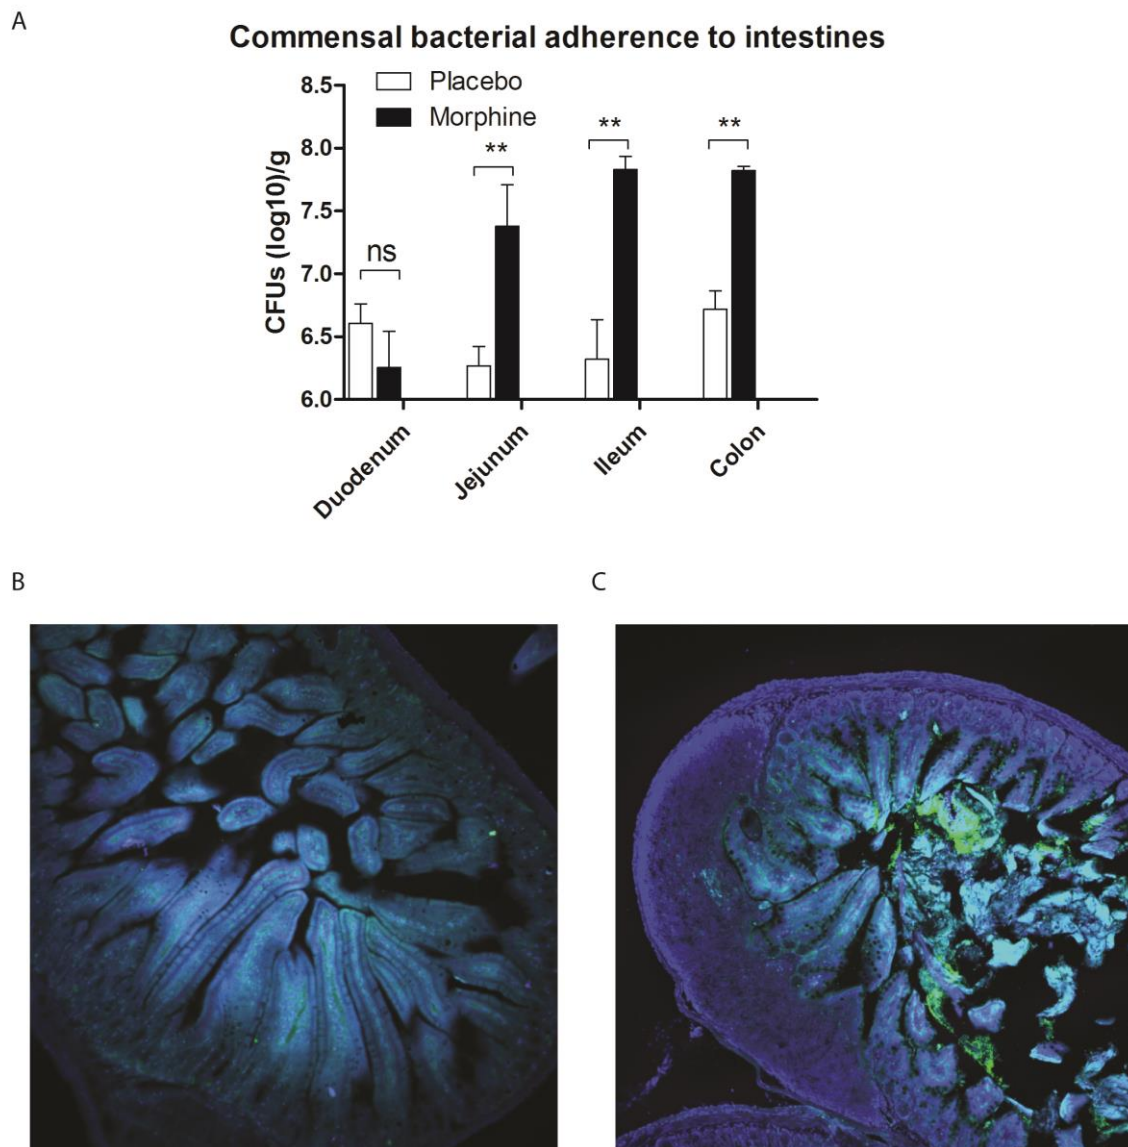 A
Commensal bacterial adherence to intestines
Placebo
Morphine
CFUs (log10)/g
8.5
8.0
7.5
7.0
6.5
6.0
ns
**
**
**
Duodenum
Jejunum
Ileum
Colon
B
C